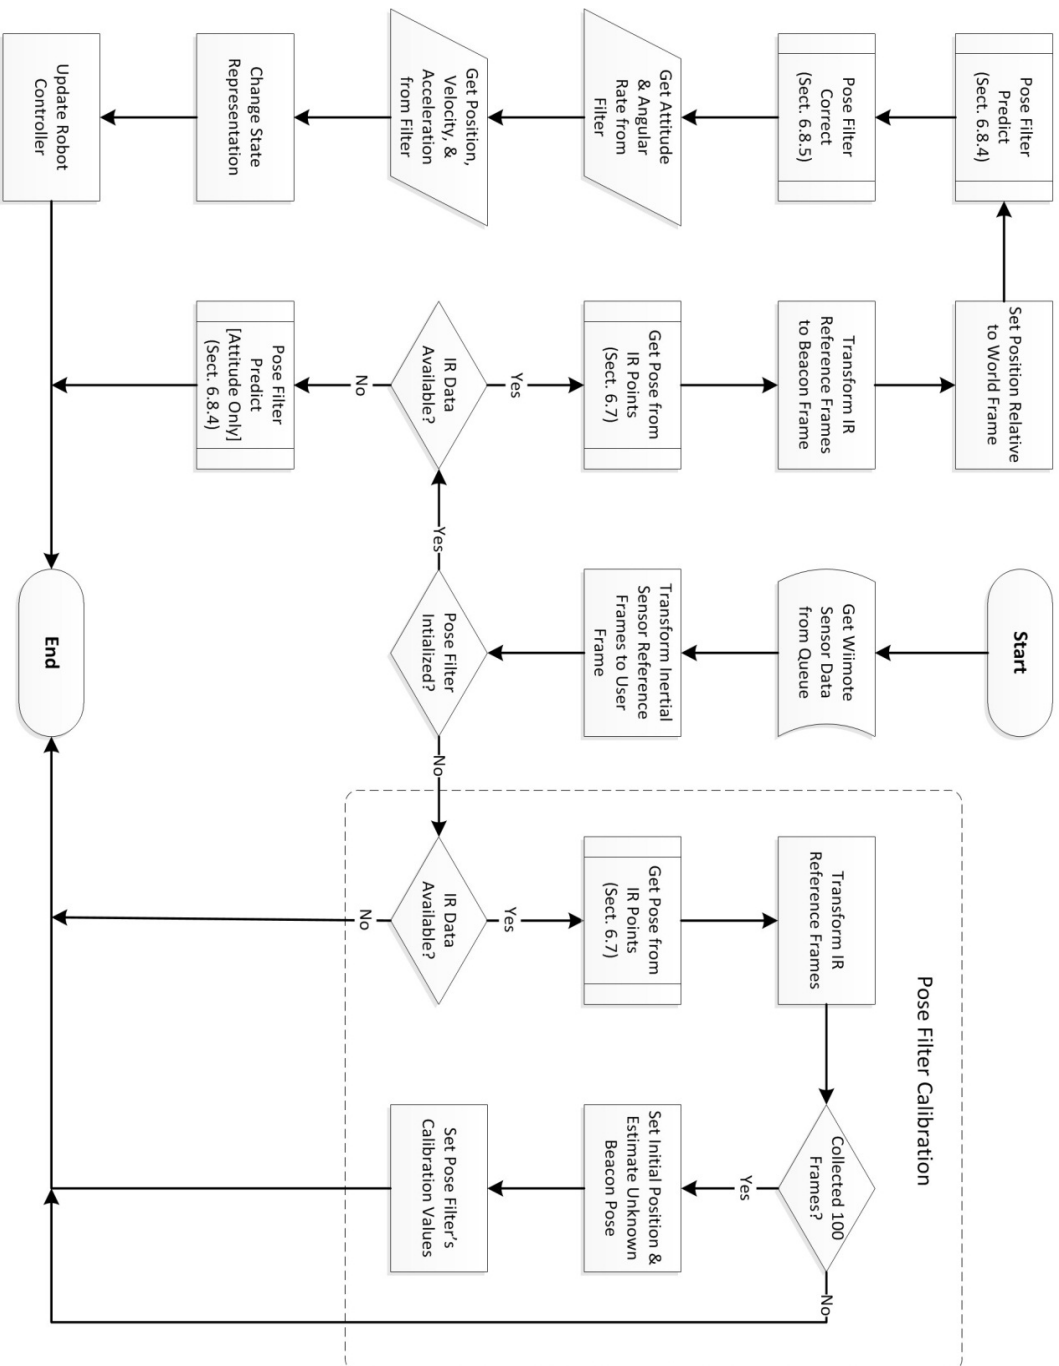 Start
Get Wiimote
Sensor Data
from Queue
Transform Inertial
Sensor Reference
Frames to User
Frame
Pose Filter
Intialized?
Yes
No
IR Data
Available?
Yes
No
Get Pose from
IR Points
(Sect. 6.7)
Transform IR
Reference Frames
to Beacon Frame
Set Position Relative
to World Frame
Pose Filter
Predict
(Sect. 6.8.4)
Pose Filter
Correct
(Sect. 6.8.5)
Get Attitude
& Angular
Rate from
Filter
Get Position,
Velocity, &
Acceleration
from Filter
Change State
Representation
Update Robot
Controller
Pose Filter
Predict
[Attitude Only]
(Sect. 6.8.4)
Pose Filter Calibration
IR Data
Available?
Yes
No
Get Pose from
IR Points
(Sect. 6.7)
Transform IR
Reference Frames
Collected 100
Frames?
Yes
No
Set Initial Position &
Estimate Unknown
Beacon Pose
Set Pose Filter's
Calibration Values
End